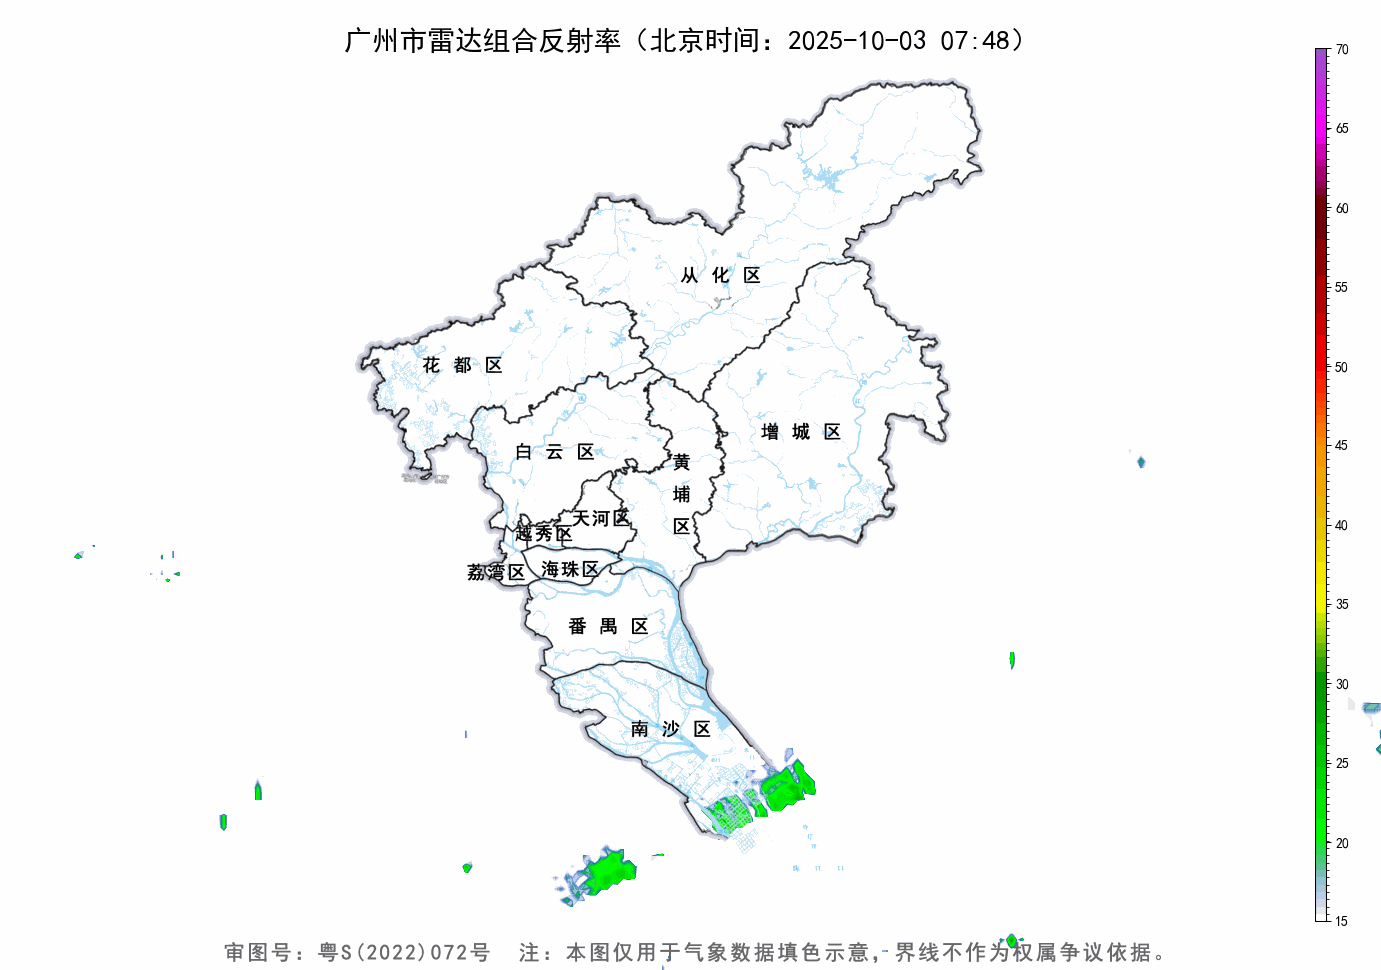 广州市雷达组合反射率（北京时间：2025-10-03 07:48）
70
65
60
55
50
45
40
35
30
25
20
15
从化区
花都区
增城区
白云区
黄埔区
天河区
越秀区
海珠区
荔湾区
番禺区
南沙区
审图号：粤S(2022)072号 注：本图仅用于气象数据填色示意，界线不作为权属争议依据。